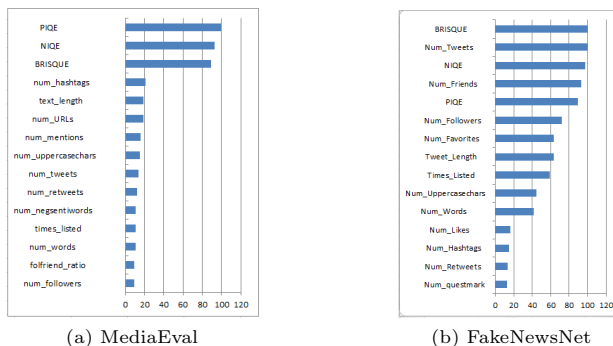 PIQE
NIQE
BRISQUE
num_hashtags
text_length
num_URLs
num_mentions
num_uppercasechars
num_tweets
num_retweets
num_negsentiwords
times_listed
num_words
folfriend_ratio
num_followers
0 20 40 60 80 100 120
(a) MediaEval
BRISQUE
Num_Tweets
NIQE
Num_Friends
PIQE
Num_Followers
Num_Favorites
Tweet_Length
Times_Listed
Num_Uppercasechars
Num_Words
Num_Likes
Num_Hashtags
Num_Retweets
Num_questmark
0 20 40 60 80 100 120
(b) FakeNewsNet